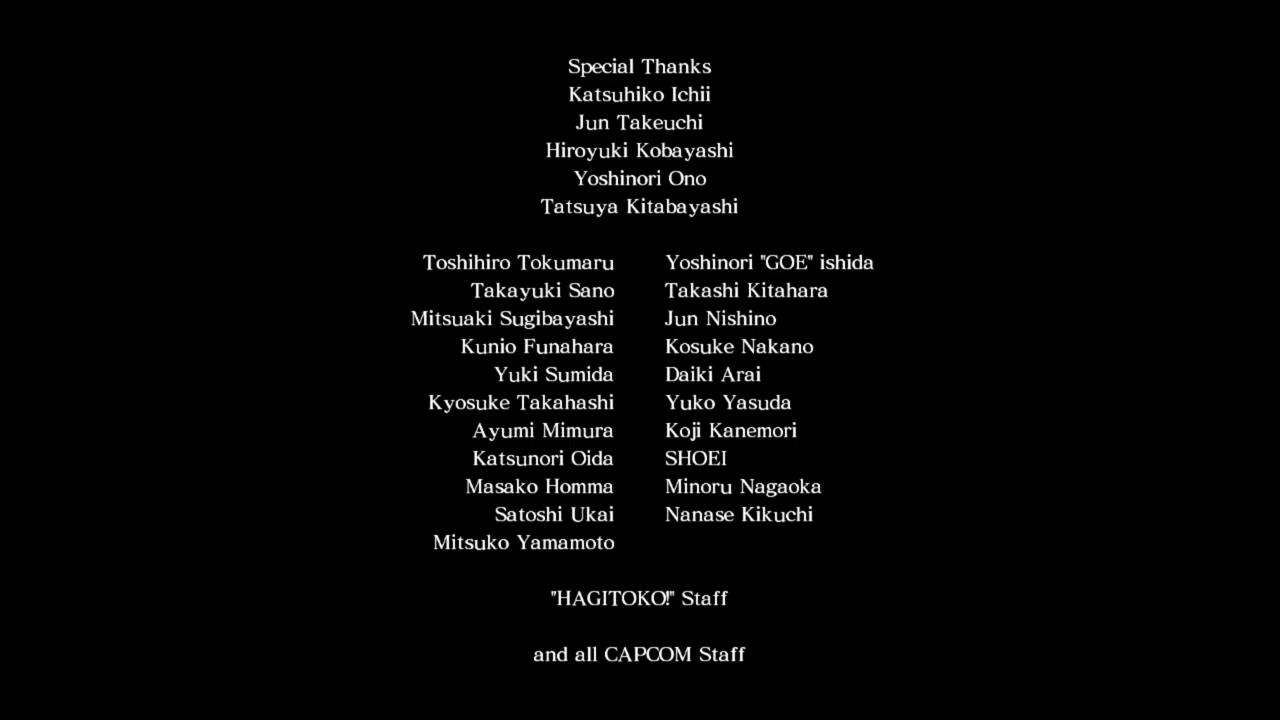 Special Thanks
Katsuhiko Ichii
Jun Takeuchi
Hiroyuki Kobayashi
Yoshinori Ono
Tatsuya Kitabayashi
Toshihiro Tokumaru
Takayuki Sano
Mitsuaki Sugibayashi
Kunio Funahara
Yuki Sumida
Kyosuke Takahashi
Ayumi Mimura
Katsunori Oida
Masako Homma
Satoshi Ukai
Mitsuko Yamamoto
Yoshinori "GOE" ishida
Takashi Kitahara
Jun Nishino
Kosuke Nakano
Daiki Arai
Yuko Yasuda
Koji Kanemori
SHOEI
Minoru Nagaoka
Nanase Kikuchi
"HAGITOKO!" Staff
and all CAPCOM Staff